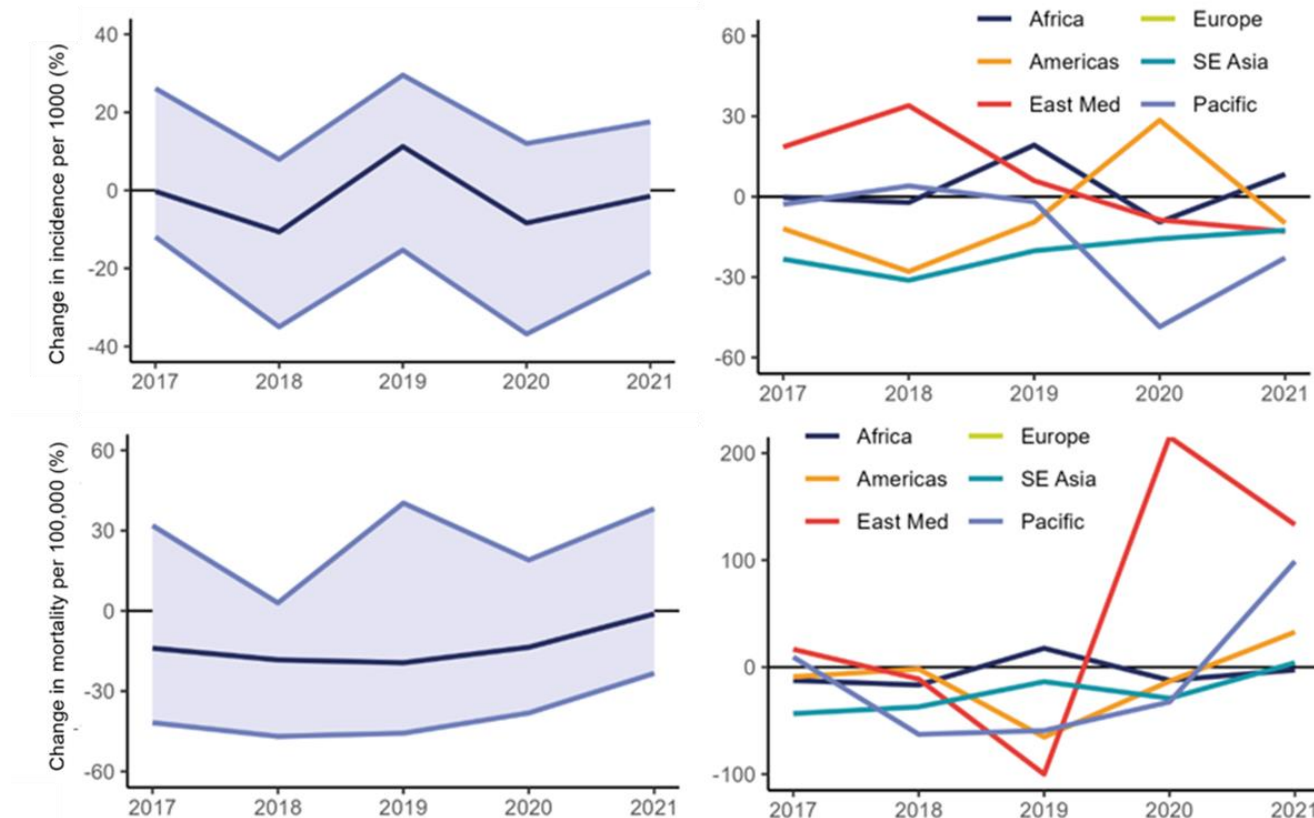 Change in incidence per 1000 (%)
40
20
0
-20
-40
2017 2018 2019 2020 2021
Africa Europe
Americas SE Asia
East Med Pacific
60
30
0
-30
-60
2017 2018 2019 2020 2021
Change in mortality per 100,000 (%)
60
30
0
-30
-60
2017 2018 2019 2020 2021
Africa Europe
Americas SE Asia
East Med Pacific
200
100
0
-100
2017 2018 2019 2020 2021